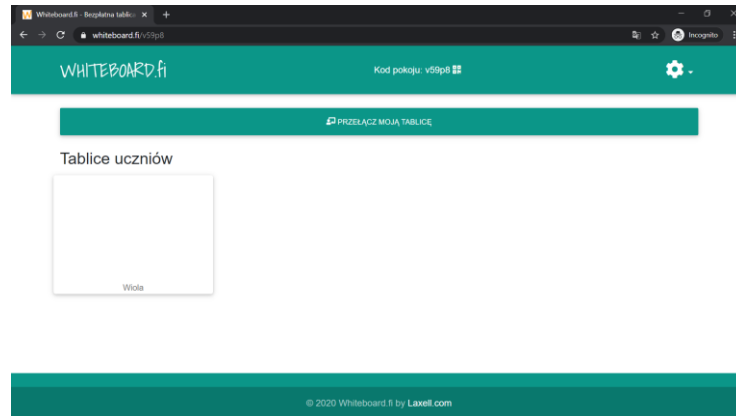 Whiteboard.fi - Bezpłatna tablica
whiteboard.fi/v59p8
Incognito
WHITEBOARD.fi
Kod pokoju: v59p8
PRZEŁĄCZ MOJĄ TABLICĘ
Tablice uczniów
Wiola
© 2020 Whiteboard.fi by Laxell.com